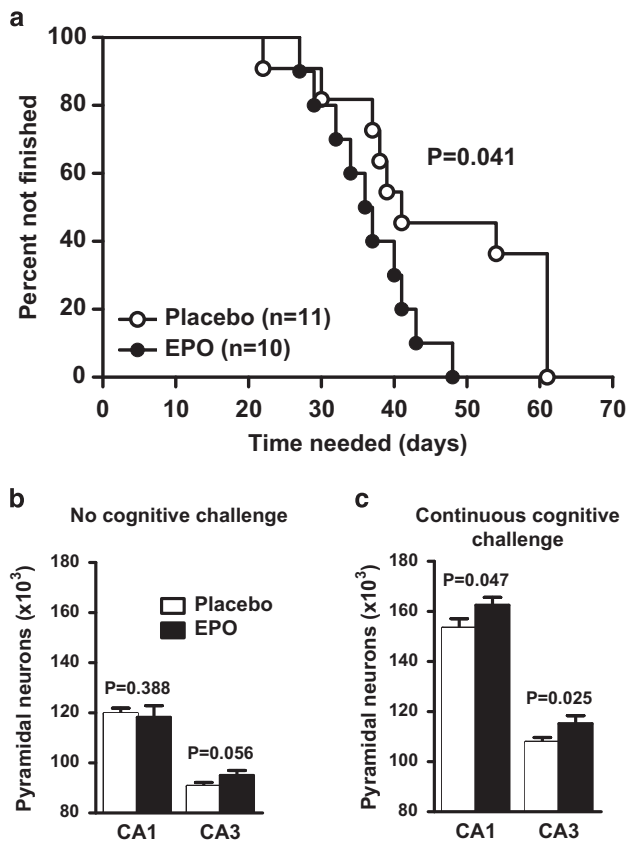 a
Percent not finished
100
80
60
40
20
0
P=0.041
Placebo (n=11)
EPO (n=10)
0 10 20 30 40 50 60 70
Time needed (days)
b
No cognitive challenge
Pyramidal neurons (x10³)
180
160
140
120
100
80
Placebo
EPO
P=0.388
P=0.056
CA1 CA3
c
Continuous cognitive
challenge
Pyramidal neurons (x10³)
180
160
140
120
100
80
P=0.047
P=0.025
CA1 CA3